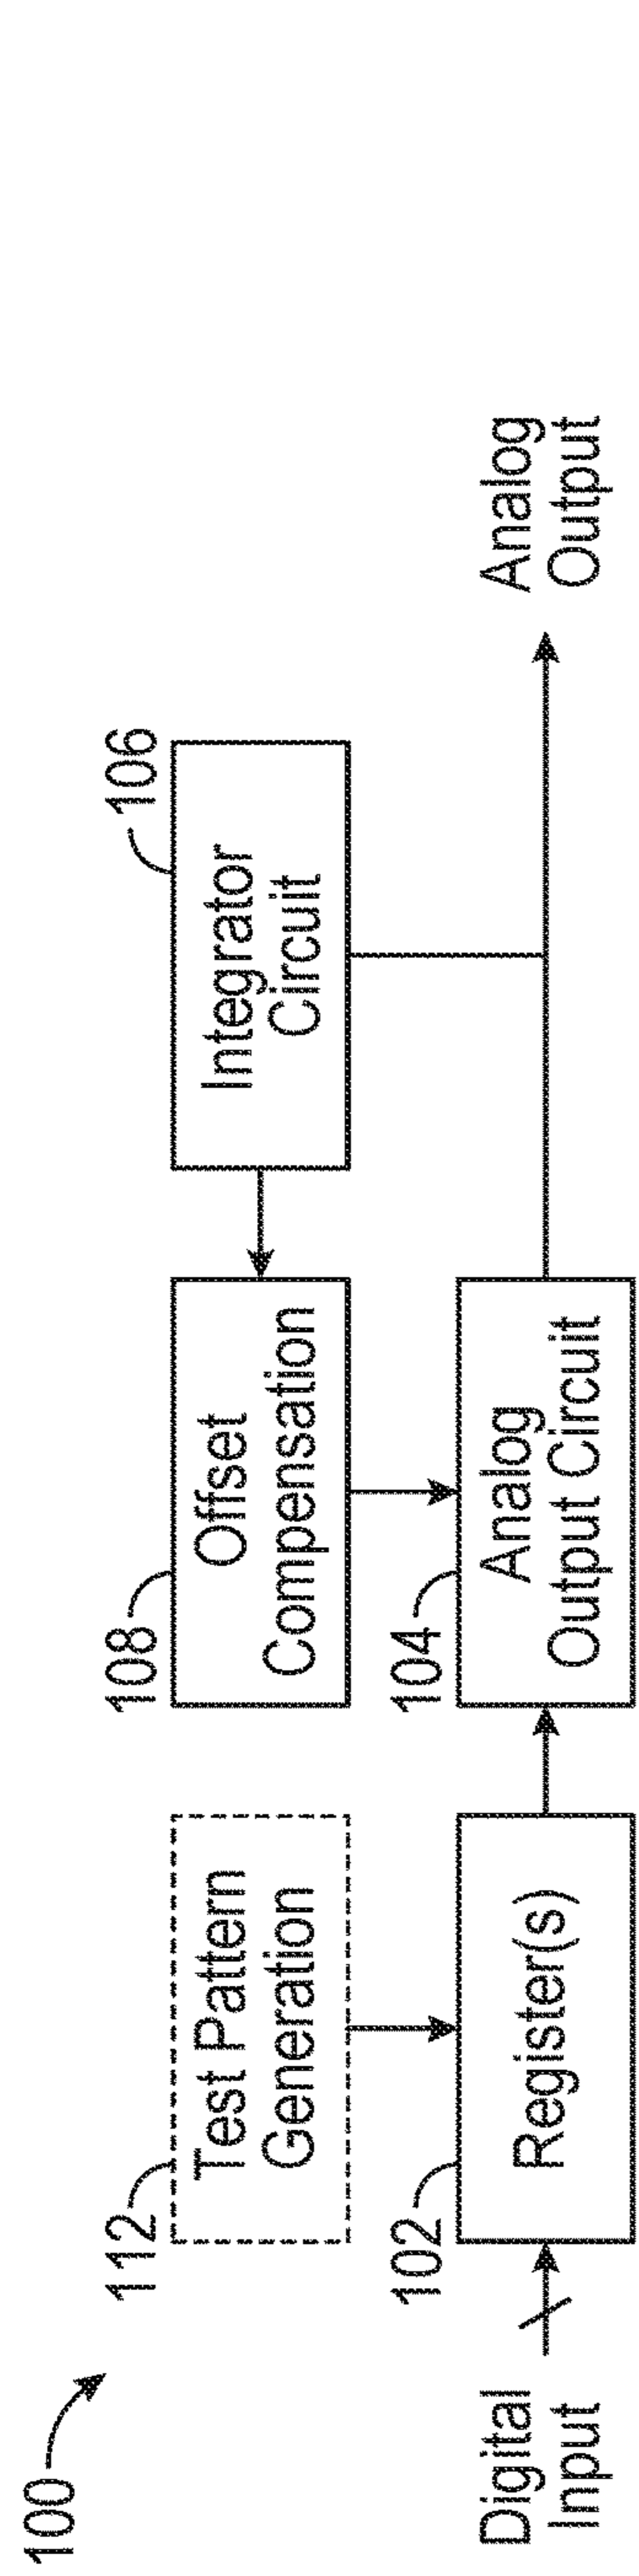 100
112
Test Pattern
Generation
108
Offset
Compensation
106
Integrator
Circuit
Digital
Input
102
Register(s)
104
Analog
Output Circuit
Analog
Output